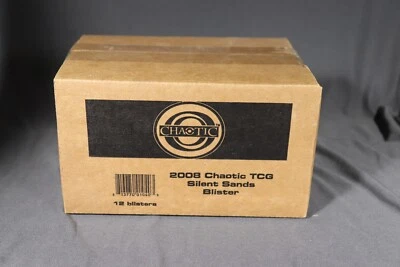 CHAOTIC
2008 Chaotic TCG
Silent Sands
Blister
12 blisters